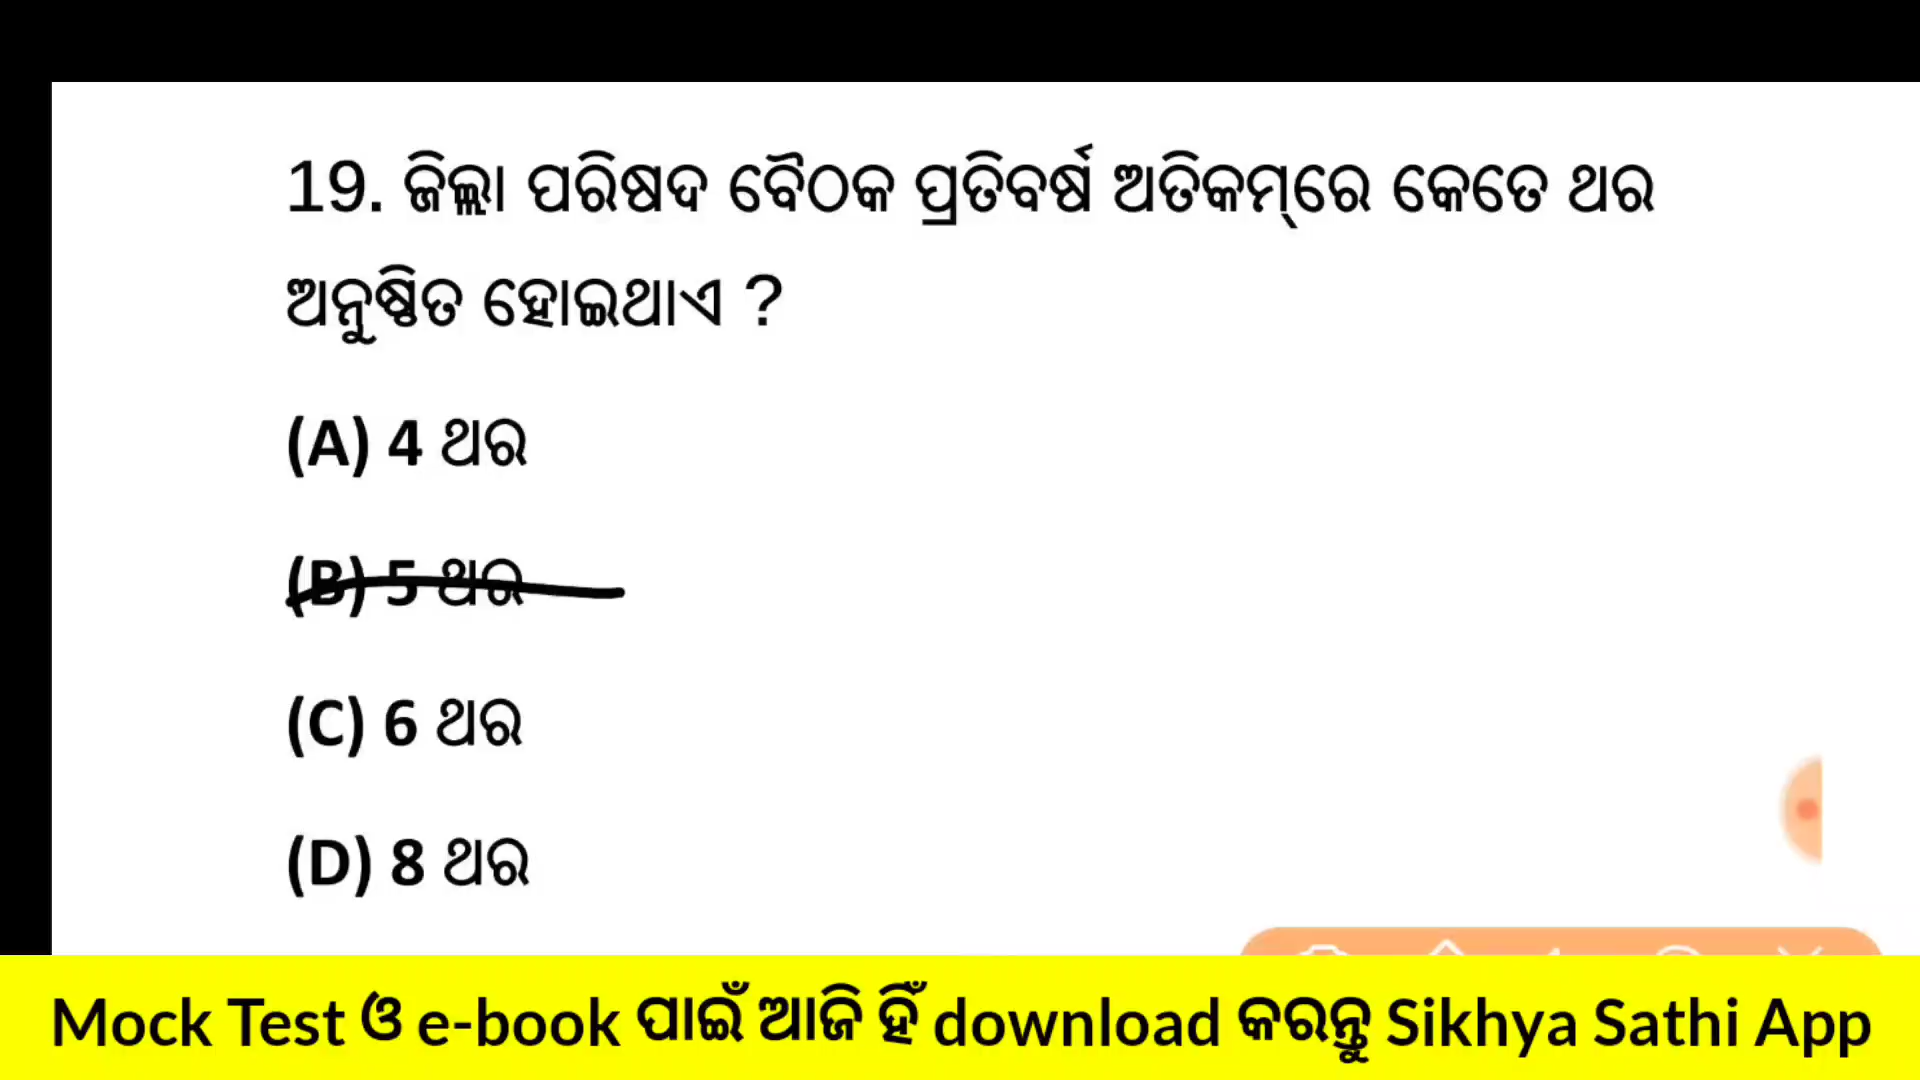 19. ଜିଲ୍ଲା ପରିଷଦ ବୈଠକ ପ୍ରତିବର୍ଷ ଅତିକମ୍‌ରେ କେତେ ଥର
ଅନୁଷ୍ଠିତ ହୋଇଥାଏ ?
(A) 4 ଥର
(B) 5 ଥର
(C) 6 ଥର
(D) 8 ଥର
Mock Test ଓ e-book ପାଇଁ ଆଜି ହିଁ download କରନ୍ତୁ Sikhya Sathi App